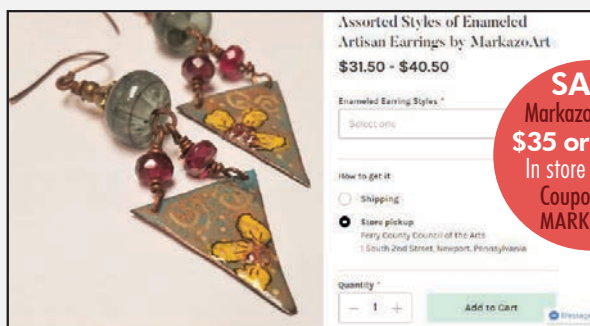 Assorted Styles of Enameled
Artisan Earrings by MarkazoArt
$31.50 - $40.50
Enameled Earring Styles *
Select one
How to get it
Shipping
Store pickup
Perry County Council of the Arts
1 South 2nd Street, Newport, Pennsylvania
Quantity *
− 1 +
Add to Cart
SA
Markazo
$35 or
In store
Coupo
MARK
Message